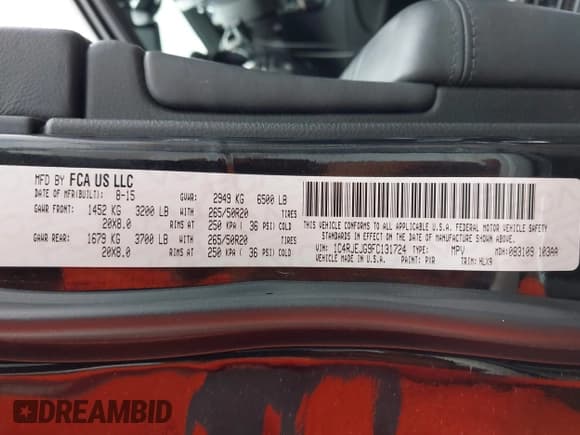 MFD BY FCA US LLC
DATE OF MFR(BUILT): 8-15 GVWR: 2949 KG 6500 LB
GAWR FRONT: 1452 KG 3200 LB WITH 265/50R20 TIRES
20X8.0 RIMS AT 250 KPA ( 36 PSI) COLD
GAWR REAR: 1679 KG 3700 LB WITH 265/50R20 TIRES
20X8.0 RIMS AT 250 KPA ( 36 PSI) COLD
THIS VEHICLE CONFORMS TO ALL APPLICABLE U.S.A. FEDERAL MOTOR VEHICLE SAFETY
STANDARDS IN EFFECT ON THE DATE OF MANUFACTURE SHOWN ABOVE.
VIN: 1C4RJEJG9FC131724 TYPE: MPV MDH:083109 103AA
VEHICLE MADE IN U.S.A. PAINT: PXR TRIM: HLX9
DREAMBID